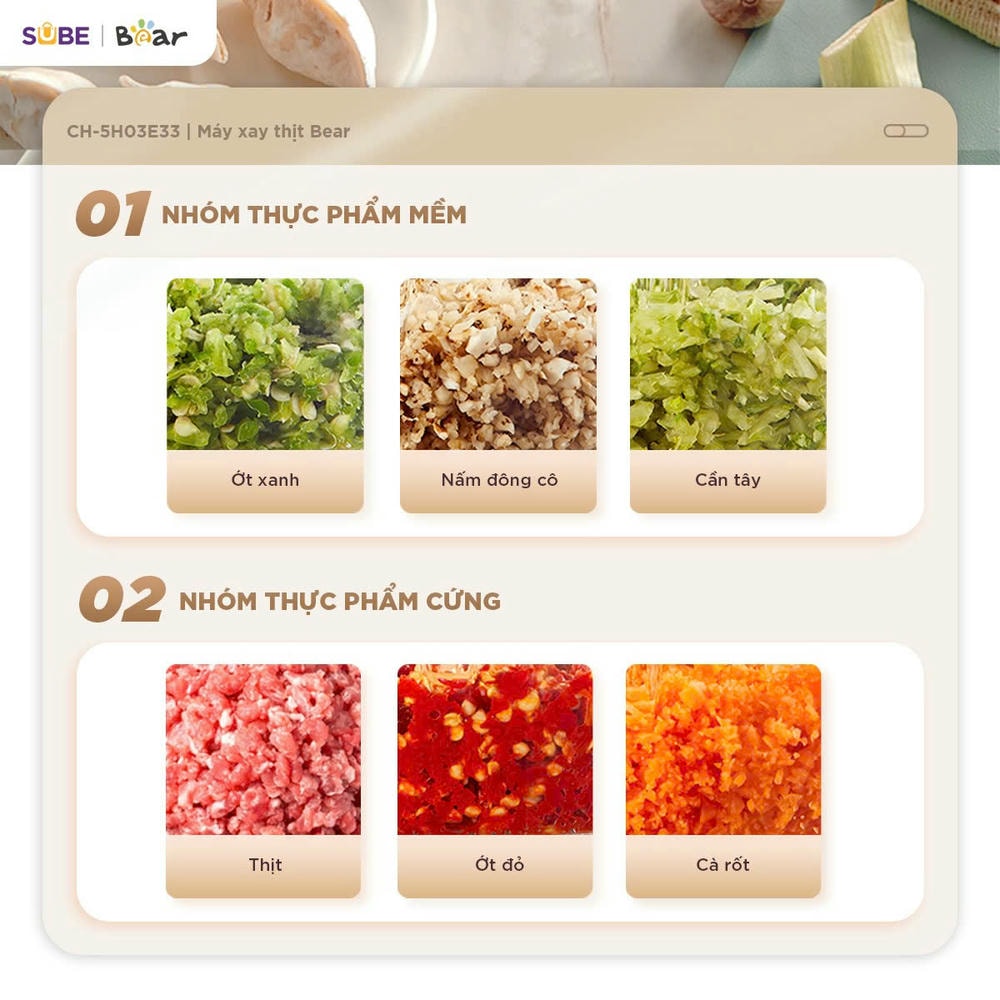 SUBE | Bear
CH-5H03E33 | Máy xay thịt Bear
01 NHÓM THỰC PHẨM MỀM
Ớt xanh
Nấm đông cô
Cần tây
02 NHÓM THỰC PHẨM CỨNG
Thịt
Ớt đỏ
Cà rốt